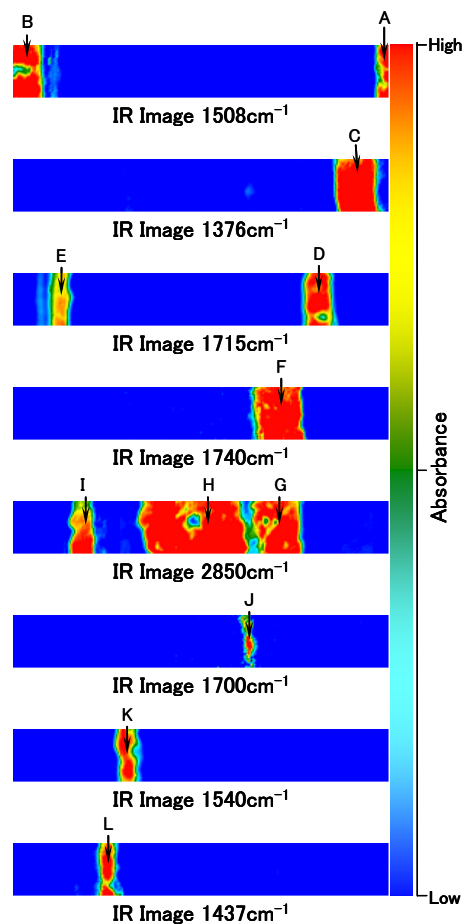 B A
IR Image 1508cm⁻¹
C
IR Image 1376cm⁻¹
E D
IR Image 1715cm⁻¹
F
IR Image 1740cm⁻¹
I H G
IR Image 2850cm⁻¹
J
IR Image 1700cm⁻¹
K
IR Image 1540cm⁻¹
L
IR Image 1437cm⁻¹
High
Absorbance
Low